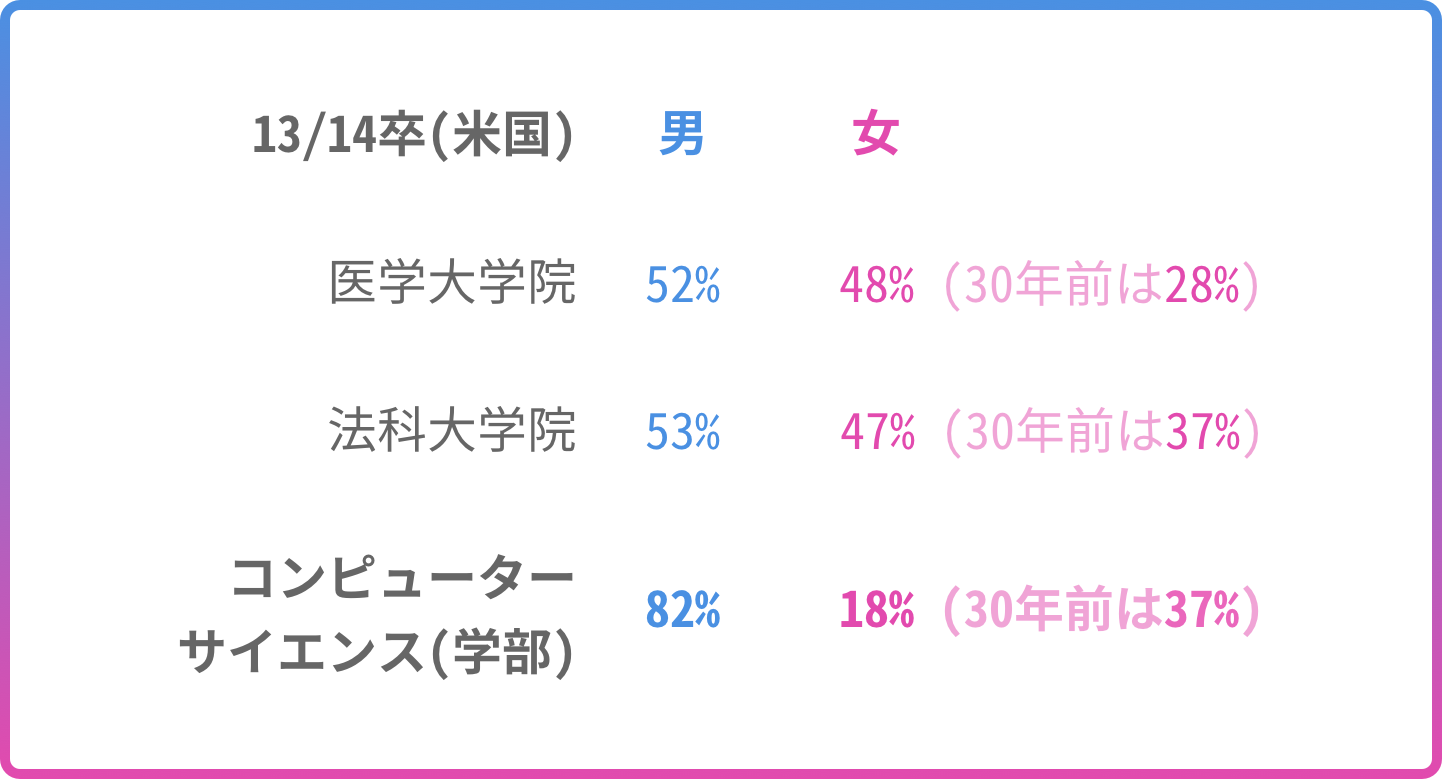 13/14卒(米国) 男 女
医学大学院 52% 48% (30年前は28%)
法科大学院 53% 47% (30年前は37%)
コンピューター
サイエンス(学部) 82% 18% (30年前は37%)